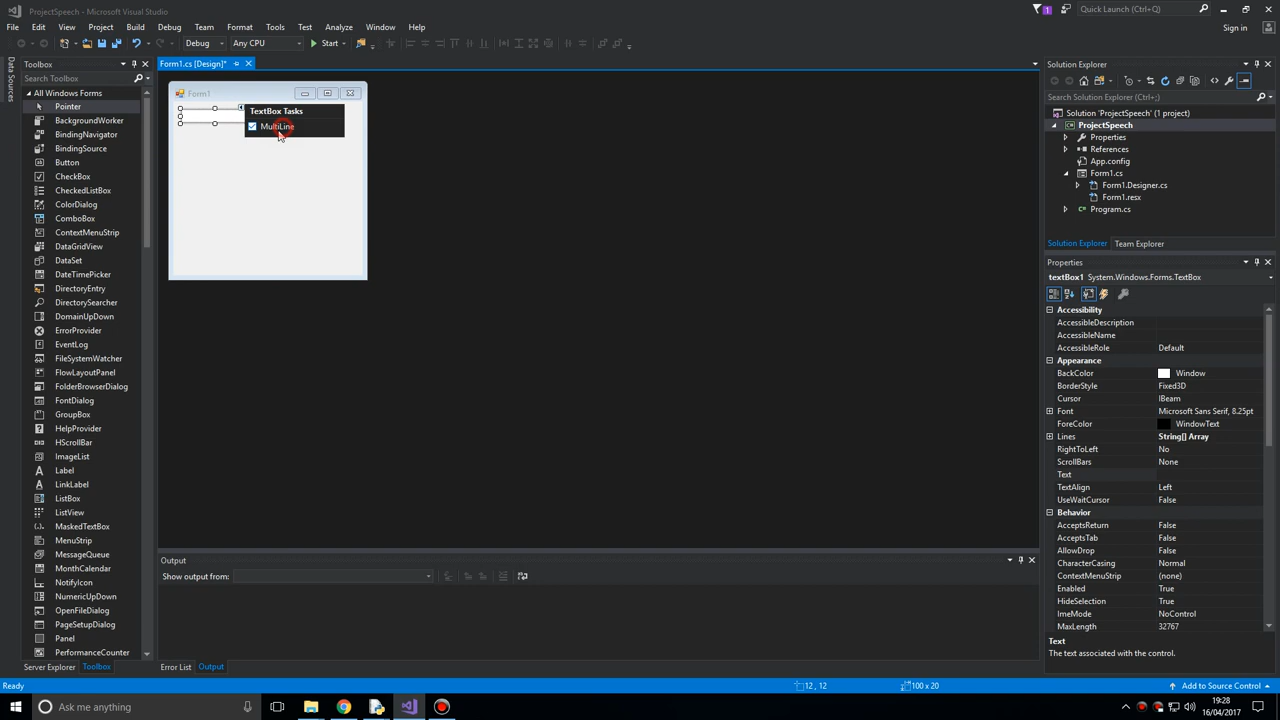 ProjectSpeech - Microsoft Visual Studio
1
Quick Launch (Ctrl+Q)
File Edit View Project Build Debug Team Format Tools Test Analyze Window Help
Sign in
Debug Any CPU Start
Data Sources
Toolbox
Search Toolbox
All Windows Forms
Pointer
BackgroundWorker
BindingNavigator
BindingSource
Button
CheckBox
CheckedListBox
ColorDialog
ComboBox
ContextMenuStrip
DataGridView
DataSet
DateTimePicker
DirectoryEntry
DirectorySearcher
DomainUpDown
ErrorProvider
EventLog
FileSystemWatcher
FlowLayoutPanel
FolderBrowserDialog
FontDialog
GroupBox
HelpProvider
HScrollBar
ImageList
Label
LinkLabel
ListBox
ListView
MaskedTextBox
MenuStrip
MessageQueue
MonthCalendar
NotifyIcon
NumericUpDown
OpenFileDialog
PageSetupDialog
Panel
PerformanceCounter
Server Explorer Toolbox
Form1.cs [Design]*
Form1
TextBox Tasks
MultiLine
Output
Show output from:
Error List Output
Solution Explorer
Search Solution Explorer (Ctrl+;)
Solution 'ProjectSpeech' (1 project)
ProjectSpeech
Properties
References
App.config
Form1.cs
Form1.Designer.cs
Form1.resx
Program.cs
Solution Explorer Team Explorer
Properties
textBox1 System.Windows.Forms.TextBox
Accessibility
AccessibleDescription
AccessibleName
AccessibleRole Default
Appearance
BackColor Window
BorderStyle Fixed3D
Cursor IBeam
Font Microsoft Sans Serif, 8.25pt
ForeColor WindowText
Lines String[] Array
RightToLeft No
ScrollBars None
Text
TextAlign Left
UseWaitCursor False
Behavior
AcceptsReturn False
AcceptsTab False
AllowDrop False
CharacterCasing Normal
ContextMenuStrip (none)
Enabled True
HideSelection True
ImeMode NoControl
MaxLength 32767
Text
The text associated with the control.
Ready 12 , 12 100 x 20 Add to Source Control
Ask me anything
19:28
16/04/2017